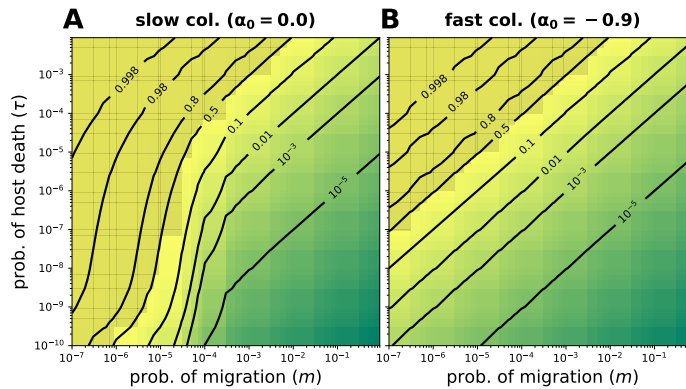 A
slow col. (α₀ = 0.0)
B
fast col. (α₀ = −0.9)
prob. of host death (τ)
10⁻³
10⁻⁴
10⁻⁵
10⁻⁶
10⁻⁷
10⁻⁸
10⁻⁹
10⁻¹⁰
0.998
0.98
0.8
0.5
0.1
0.01
10⁻³
10⁻⁵
0.998
0.98
0.8
0.5
0.1
0.01
10⁻³
10⁻⁵
10⁻⁷ 10⁻⁶ 10⁻⁵ 10⁻⁴ 10⁻³ 10⁻² 10⁻¹
10⁻⁷ 10⁻⁶ 10⁻⁵ 10⁻⁴ 10⁻³ 10⁻² 10⁻¹
prob. of migration (m)
prob. of migration (m)